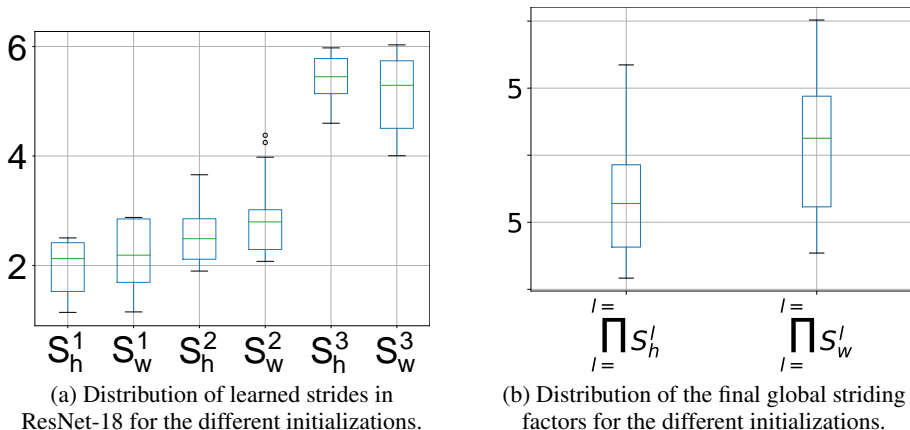 6
4
2
S_h^1 S_w^1 S_h^2 S_w^2 S_h^3 S_w^3
(a) Distribution of learned strides in
ResNet-18 for the different initializations.
5
5
l= l=
∏ S_h^l ∏ S_w^l
l= l=
(b) Distribution of the final global striding
factors for the different initializations.